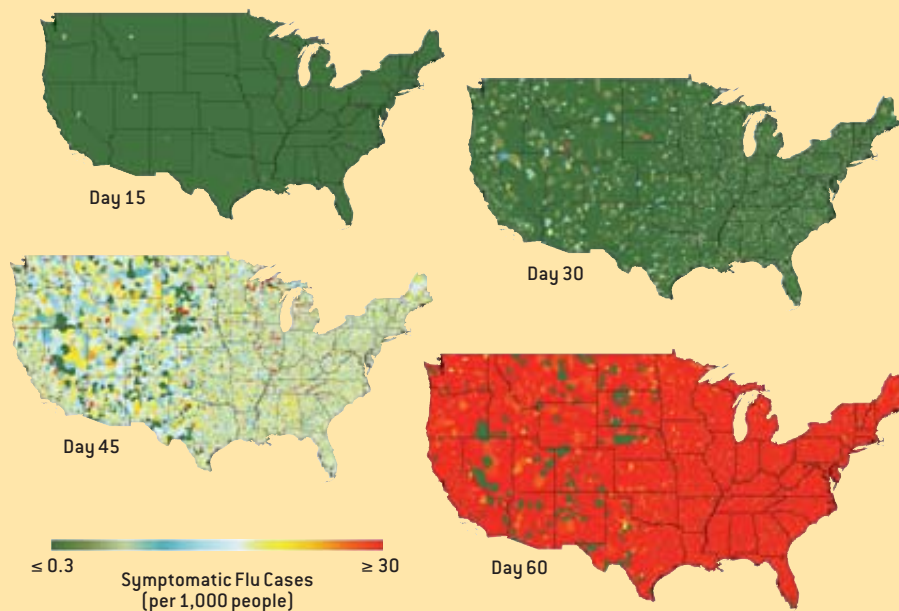 Day 15
Day 30
Day 45
Day 60
≤ 0.3
≥ 30
Symptomatic Flu Cases
(per 1,000 people)